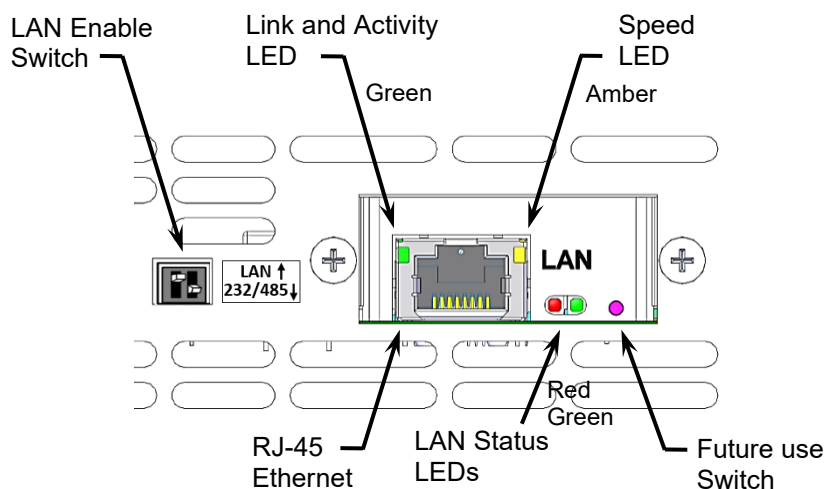 LAN Enable
Switch
Link and Activity
LED
Speed
LED
Green
Amber
LAN ↑
232/485↓
LAN
Red
Green
RJ-45
Ethernet
LAN Status
LEDs
Future use
Switch